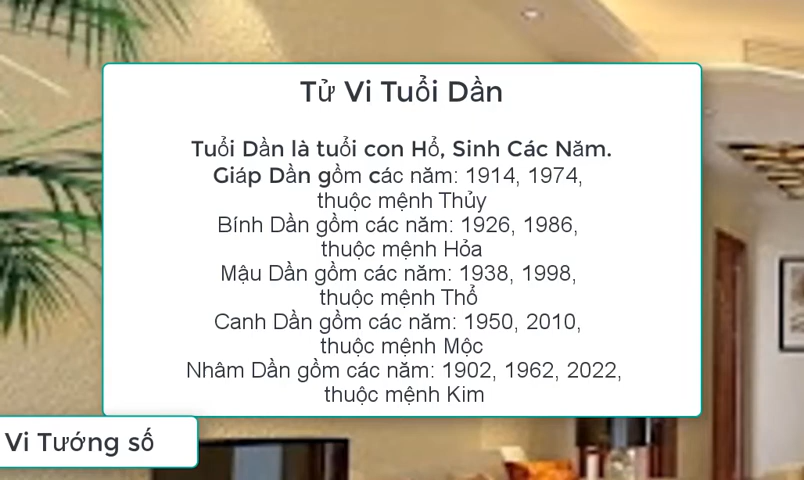 Tử Vi Tuổi Dần
Tuổi Dần là tuổi con Hổ, Sinh Các Năm.
Giáp Dần gồm các năm: 1914, 1974,
thuộc mệnh Thủy
Bính Dần gồm các năm: 1926, 1986,
thuộc mệnh Hỏa
Mậu Dần gồm các năm: 1938, 1998,
thuộc mệnh Thổ
Canh Dần gồm các năm: 1950, 2010,
thuộc mệnh Mộc
Nhâm Dần gồm các năm: 1902, 1962, 2022,
thuộc mệnh Kim
Vi Tướng số